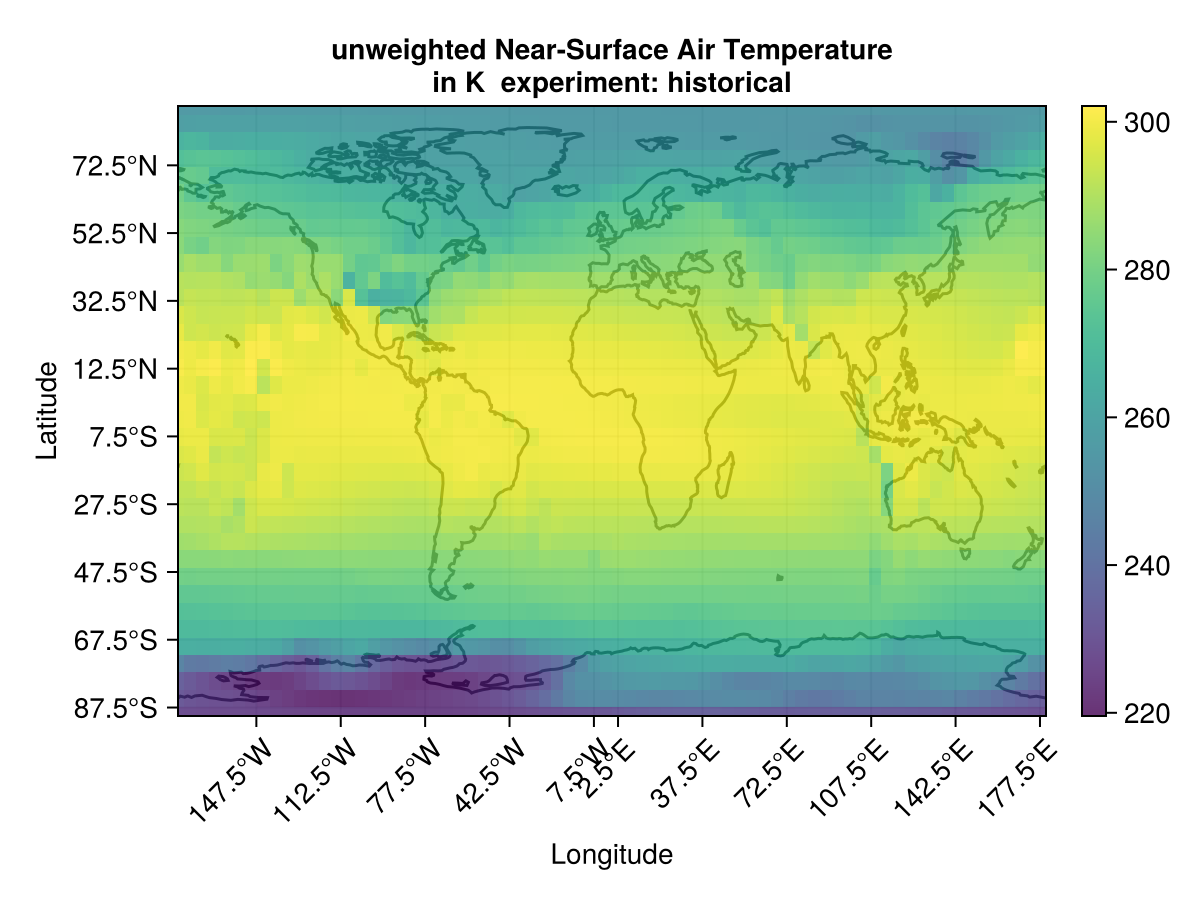 unweighted Near-Surface Air Temperature
in K  experiment: historical
300
280
260
240
220
Latitude
72.5°N
52.5°N
32.5°N
12.5°N
7.5°S
27.5°S
47.5°S
67.5°S
87.5°S
147.5°W
112.5°W
77.5°W
42.5°W
7.5°W
2.5°E
37.5°E
72.5°E
107.5°E
142.5°E
177.5°E
Longitude